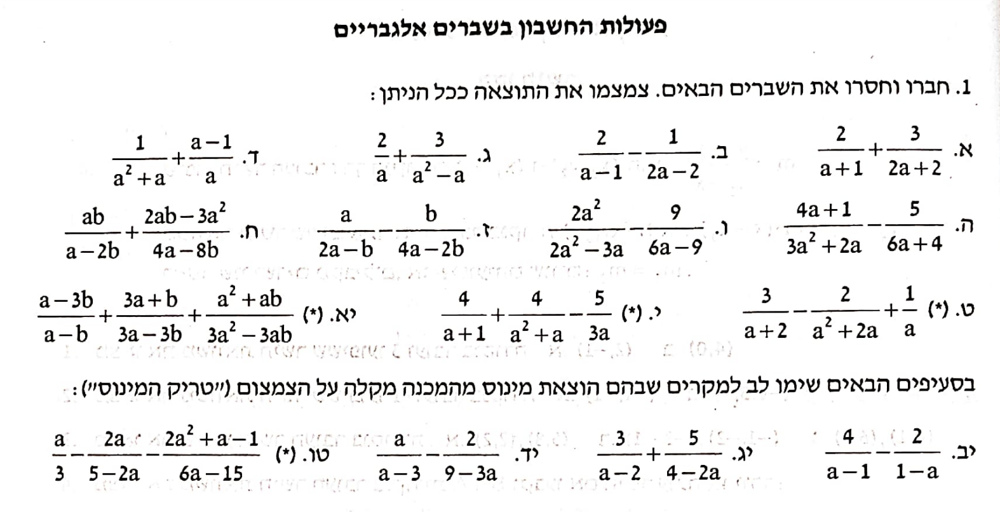 פעולות החשבון בשברים אלגבריים
1. חברו וחסרו את השברים הבאים. צמצמו את התוצאה ככל הניתן:
א. \frac{2}{a+1}+\frac{3}{2a+2} ב. \frac{2}{a-1}-\frac{1}{2a-2} ג. \frac{2}{a}+\frac{3}{a^2-a} ד. \frac{1}{a^2+a}+\frac{a-1}{a}
ה. \frac{4a+1}{3a^2+2a}-\frac{5}{6a+4} ו. \frac{2a^2}{2a^2-3a}-\frac{9}{6a-9} ז. \frac{a}{2a-b}-\frac{b}{4a-2b} ח. \frac{ab}{a-2b}+\frac{2ab-3a^2}{4a-8b}
ט. (*) \frac{3}{a+2}-\frac{2}{a^2+2a}+\frac{1}{a} י. (*) \frac{4}{a+1}+\frac{4}{a^2+a}-\frac{5}{3a} יא. (*) \frac{a-3b}{a-b}+\frac{3a+b}{3a-3b}+\frac{a^2+ab}{3a^2-3ab}
בסעיפים הבאים שימו לב למקרים שבהם הוצאת מינוס מהמכנה מקלה על הצמצום ("טריק המינוס"):
יב. \frac{4}{a-1}-\frac{2}{1-a} יג. \frac{3}{a-2}+\frac{5}{4-2a} יד. \frac{a}{a-3}-\frac{2}{9-3a} טו. (*) \frac{a}{3}-\frac{2a}{5-2a}-\frac{2a^2+a-1}{6a-15}